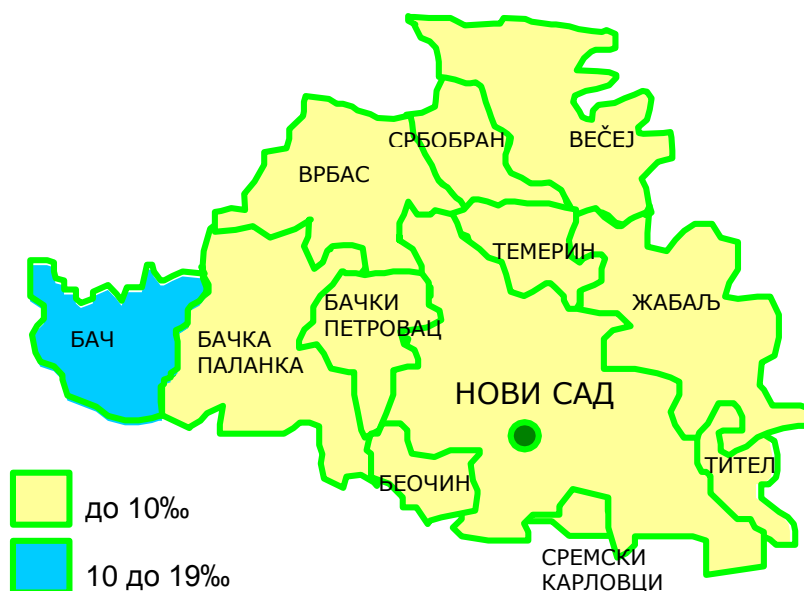 СРБОБРАН
ВЕČЕЈ
ВРБАС
ТЕМЕРИН
БАЧКИ
ПЕТРОВАЦ
ЖАБАЉ
БАЧ
БАЧКА
ПАЛАНКА
НОВИ САД
ТИТЕЛ
БЕОЧИН
до 10‰
СРЕМСКИ
КАРЛОВЦИ
10 до 19‰